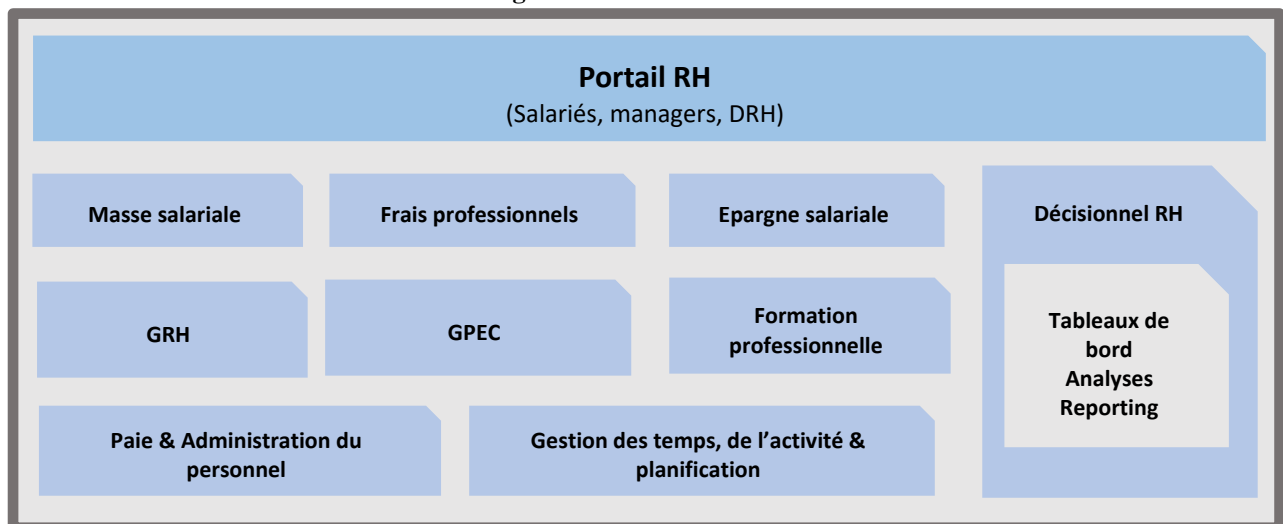 Portail RH
(Salariés, managers, DRH)
Masse salariale
Frais professionnels
Epargne salariale
Décisionnel RH
GRH
GPEC
Formation
professionnelle
Tableaux de
bord
Analyses
Reporting
Paie & Administration du
personnel
Gestion des temps, de l’activité &
planification